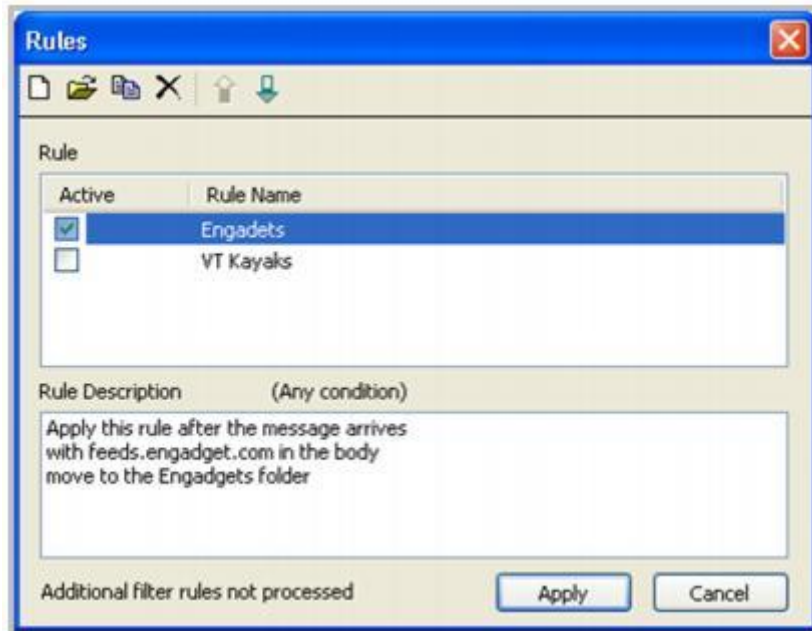 Rules
Rule
Active Rule Name
Engadets
VT Kayaks
Rule Description (Any condition)
Apply this rule after the message arrives
with feeds.engadget.com in the body
move to the Engadgets folder
Additional filter rules not processed Apply Cancel